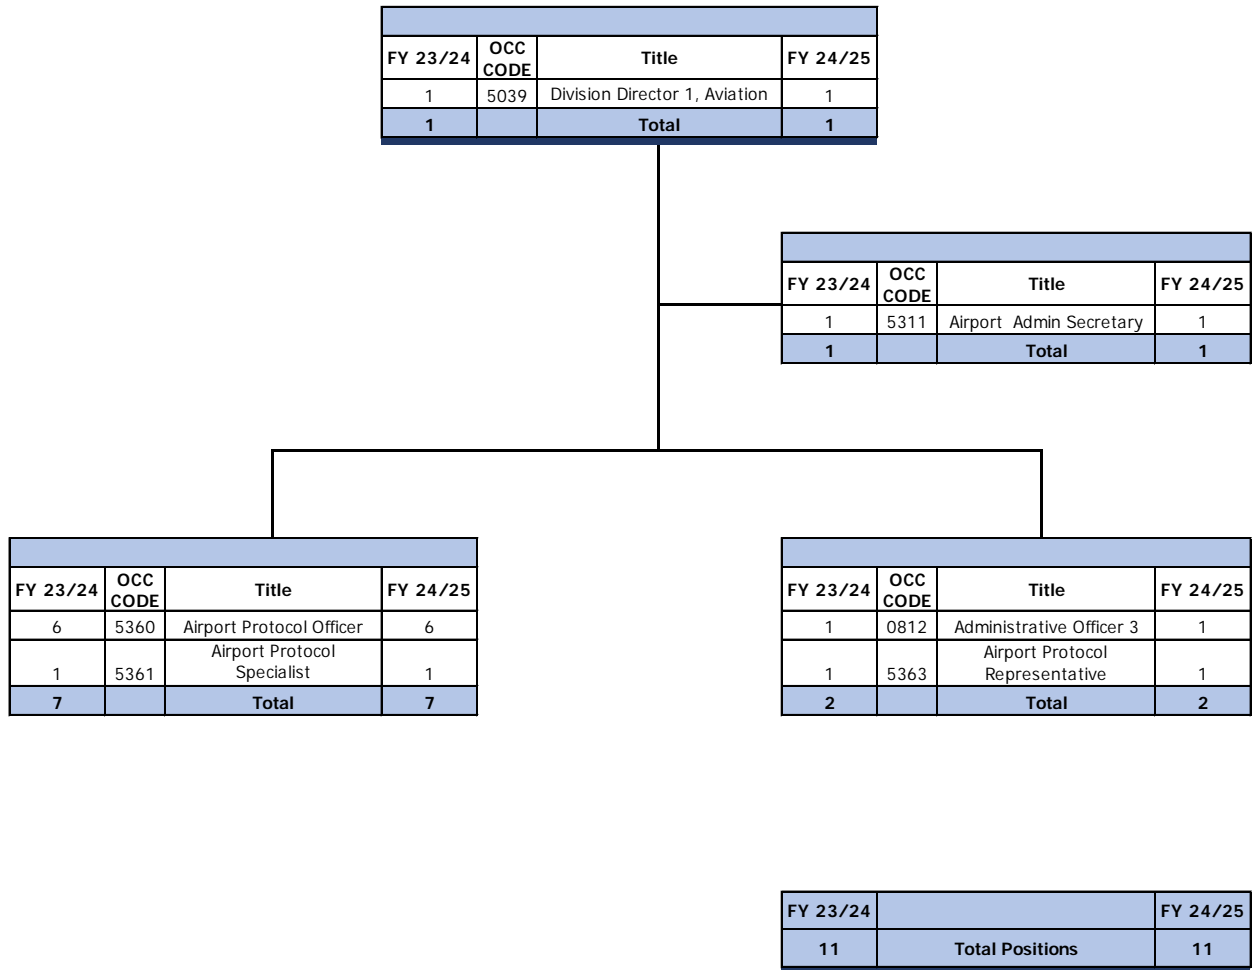 FY 23/24 OCC CODE Title FY 24/25
1 5039 Division Director 1, Aviation 1
1 Total 1
FY 23/24 OCC CODE Title FY 24/25
1 5311 Airport Admin Secretary 1
1 Total 1
FY 23/24 OCC CODE Title FY 24/25
6 5360 Airport Protocol Officer 6
1 5361 Airport Protocol Specialist 1
7 Total 7
FY 23/24 OCC CODE Title FY 24/25
1 0812 Administrative Officer 3 1
1 5363 Airport Protocol Representative 1
2 Total 2
FY 23/24 FY 24/25
11 Total Positions 11